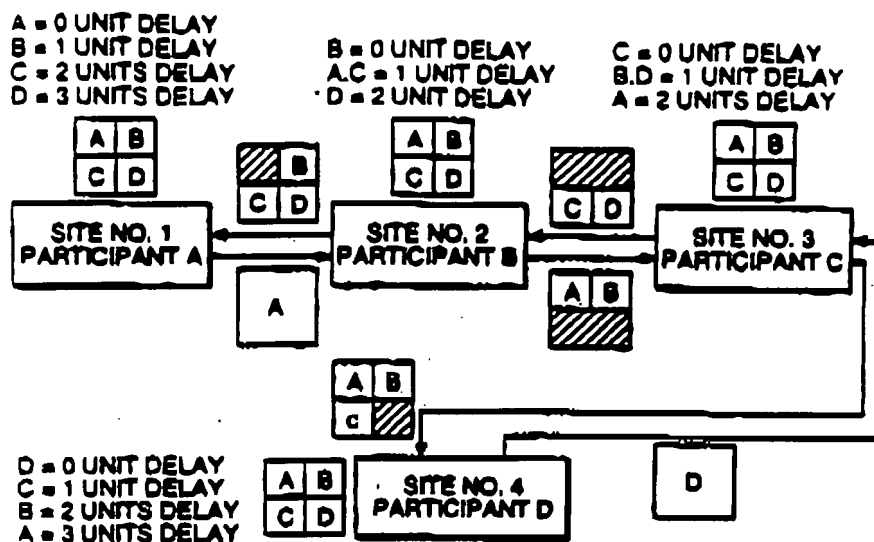 A = 0 UNIT DELAY
B = 1 UNIT DELAY
C = 2 UNITS DELAY
D = 3 UNITS DELAY
B = 0 UNIT DELAY
A.C = 1 UNIT DELAY
D = 2 UNIT DELAY
C = 0 UNIT DELAY
B.D = 1 UNIT DELAY
A = 2 UNITS DELAY
A B
C D
B
C D
A B
C D
C D
A B
C D
SITE NO. 1
PARTICIPANT A
SITE NO. 2
PARTICIPANT B
SITE NO. 3
PARTICIPANT C
A
A B
A B
c
D = 0 UNIT DELAY
C = 1 UNIT DELAY
B = 2 UNITS DELAY
A = 3 UNITS DELAY
A B
C D
SITE NO. 4
PARTICIPANT D
D